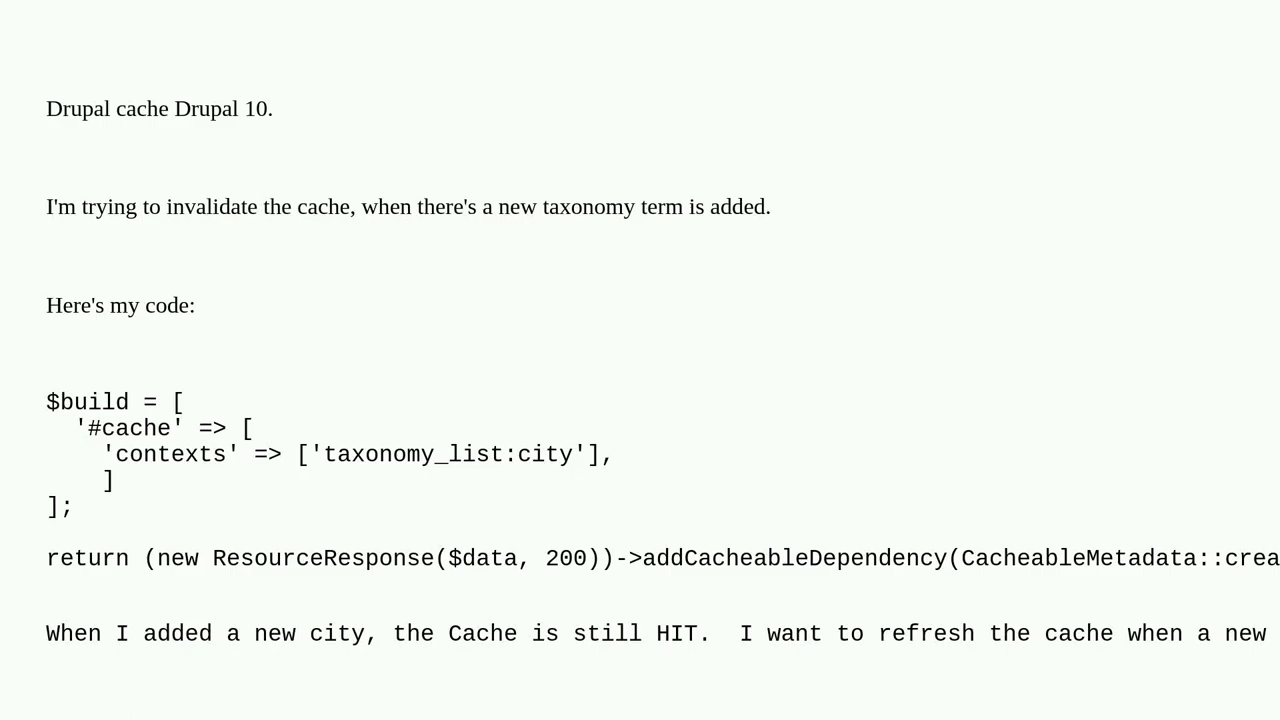 Drupal cache Drupal 10.
I'm trying to invalidate the cache, when there's a new taxonomy term is added.
Here's my code:
$build = [
  '#cache' => [
    'contexts' => ['taxonomy_list:city'],
    ]
];
return (new ResourceResponse($data, 200))->addCacheableDependency(CacheableMetadata::crea
When I added a new city, the Cache is still HIT.  I want to refresh the cache when a new